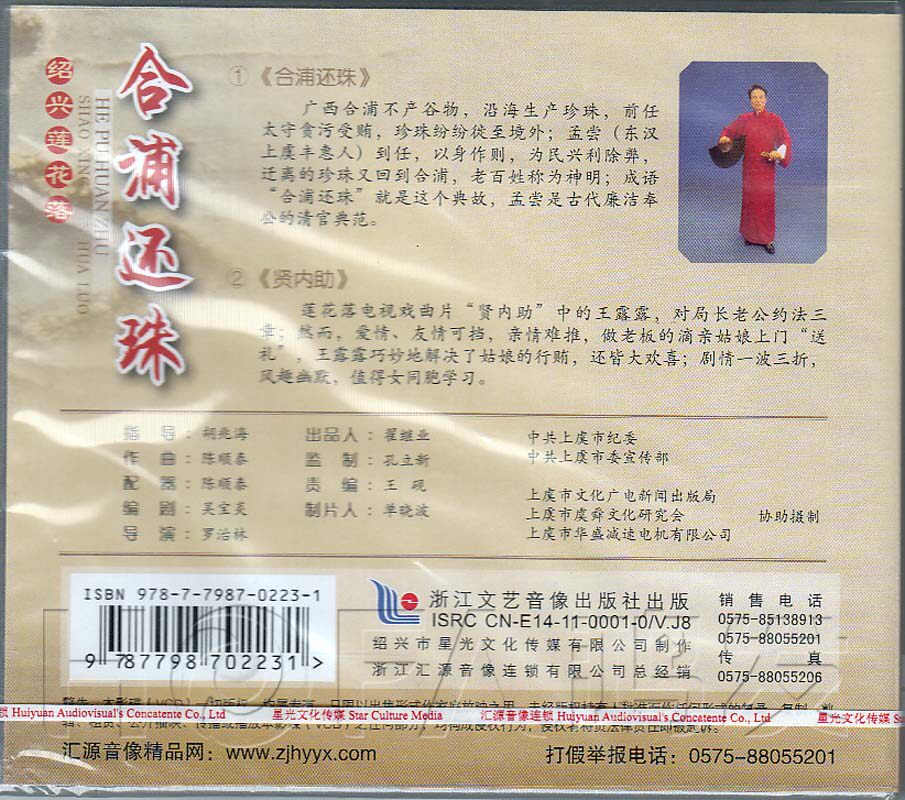 合浦还珠
HE PU HUAN ZHU
绍兴莲花落
① 《合浦还珠》
广西合浦不产谷物，沿海生产珍珠，前任
太守贪污受贿，珍珠纷纷徙至境外；孟尝（东汉
上虞丰惠人）到任，以身作则，为民兴利除弊，
迁离的珍珠又回到合浦，老百姓称为神明；成语
“合浦还珠”就是这个典故，孟尝是古代廉洁奉
公的清官典范。
② 《贤内助》
莲花落电视戏曲片“贤内助”中的王露露，对局长老公约法三
章；然而，爱情、友情可挡，亲情难推，做老板的滴亲姑娘上门“送
礼”，王露露巧妙地解决了姑娘的行贿，还皆大欢喜；剧情一波三折，
风趣幽默，值得女同胞学习。
指 导：胡兆海
作 曲：陈顺泰
配 器：陈顺泰
编 剧：吴宝炎
导 演：罗治林
出品人：翟继业
监 制：孔立新
责 编：王 砚
制片人：单晓波
中共上虞市纪委
中共上虞市委宣传部
上虞市文化广电新闻出版局
上虞市虞舜文化研究会 协助摄制
上虞市华盛减速电机有限公司
ISBN 978-7-7987-0223-1
9 787798 702231 >
浙江文艺音像出版社出版
ISRC CN-E14-11-0001-0/V.J8
绍兴市星光文化传媒有限公司制作
浙江汇源音像连锁有限公司总经销
销售电话
0575-85138913
0575-88055201
传 真
0575-88055206
锁 Huiyuan Audiovisual's Concatente Co., Ltd 星光文化传媒 Star Culture Media 汇源音像连锁 Huiyuan Audiovisual's Concatente Co., Ltd 星光文化传媒 Sta
汇源音像精品网：www.zjhyyx.com 打假举报电话：0575-88055201